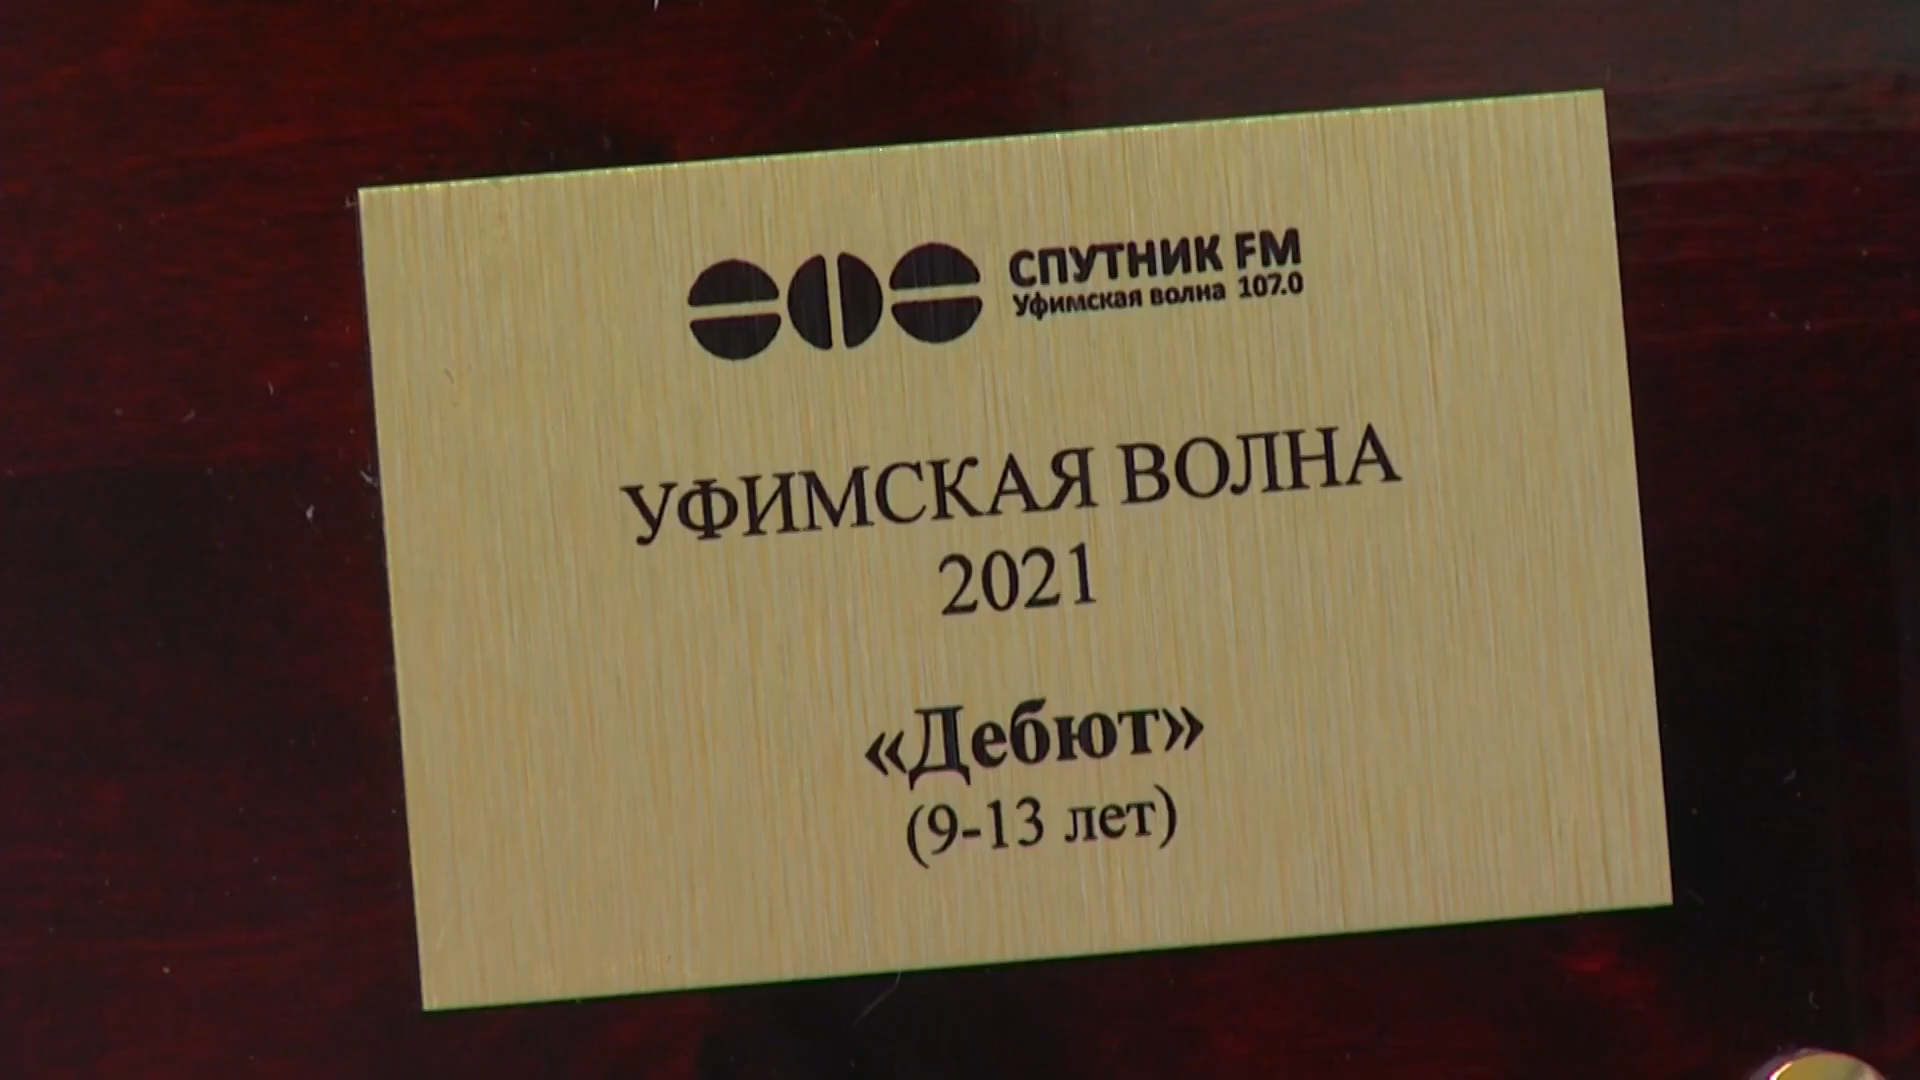 СПУТНИК FM
Уфимская волна 107.0
УФИМСКАЯ ВОЛНА
2021
«Дебют»
(9-13 лет)